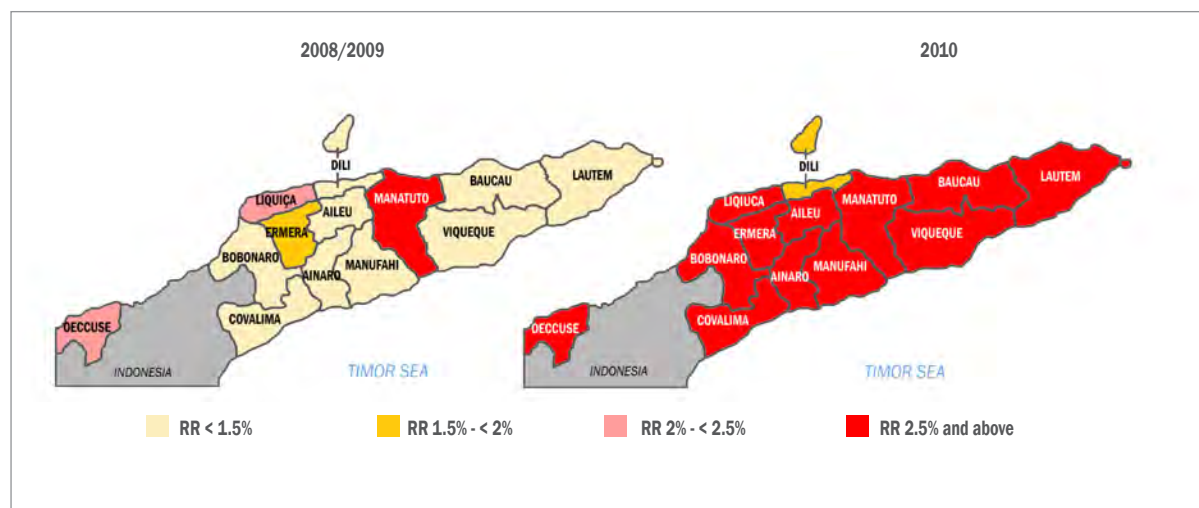 2008/2009
DILI
LIQUIÇA
AILEU
ERMERA
MANATUTO
BAUCAU
LAUTEM
VIQUEQUE
BOBONARO
AINARO
MANUFAHI
COVALIMA
OECCUSE
INDONESIA
TIMOR SEA
2010
DILI
LIQIUCA
AILEU
ERMERA
MANATUTO
BAUCAU
LAUTEM
VIQUEQUE
BOBONARO
AINARO
MANUFAHI
COVALIMA
OECCUSE
INDONESIA
TIMOR SEA
RR < 1.5%
RR 1.5% - < 2%
RR 2% - < 2.5%
RR 2.5% and above